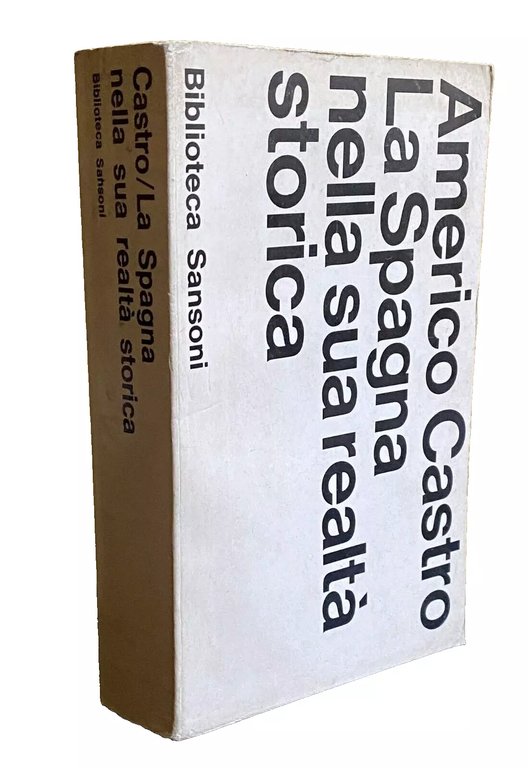 Americo Castro
La Spagna
nella sua realtà
storica
Biblioteca Sansoni
Castro/La Spagna
nella sua realtà storica
Biblioteca Sansoni